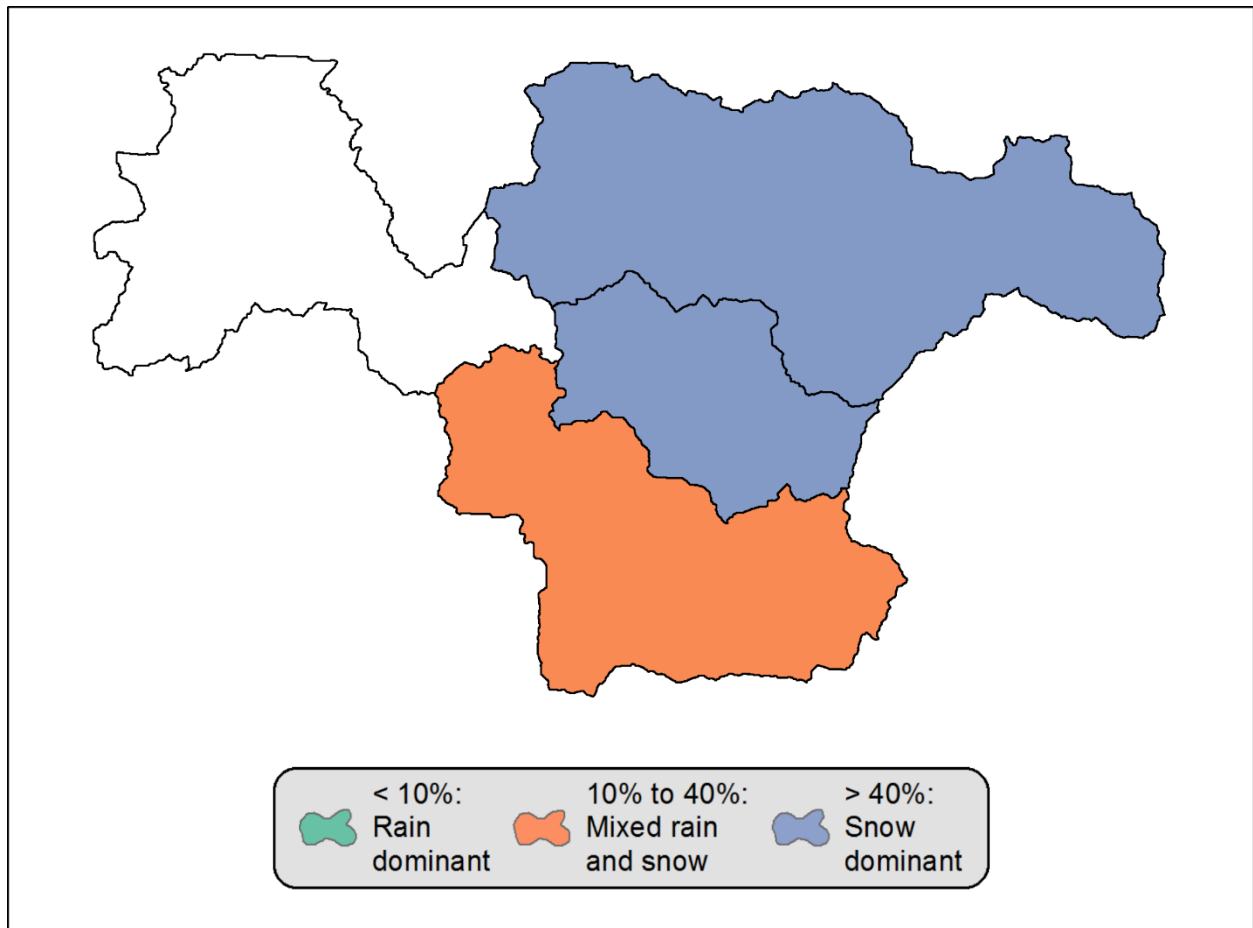 < 10%:
Rain
dominant
10% to 40%:
Mixed rain
and snow
> 40%:
Snow
dominant